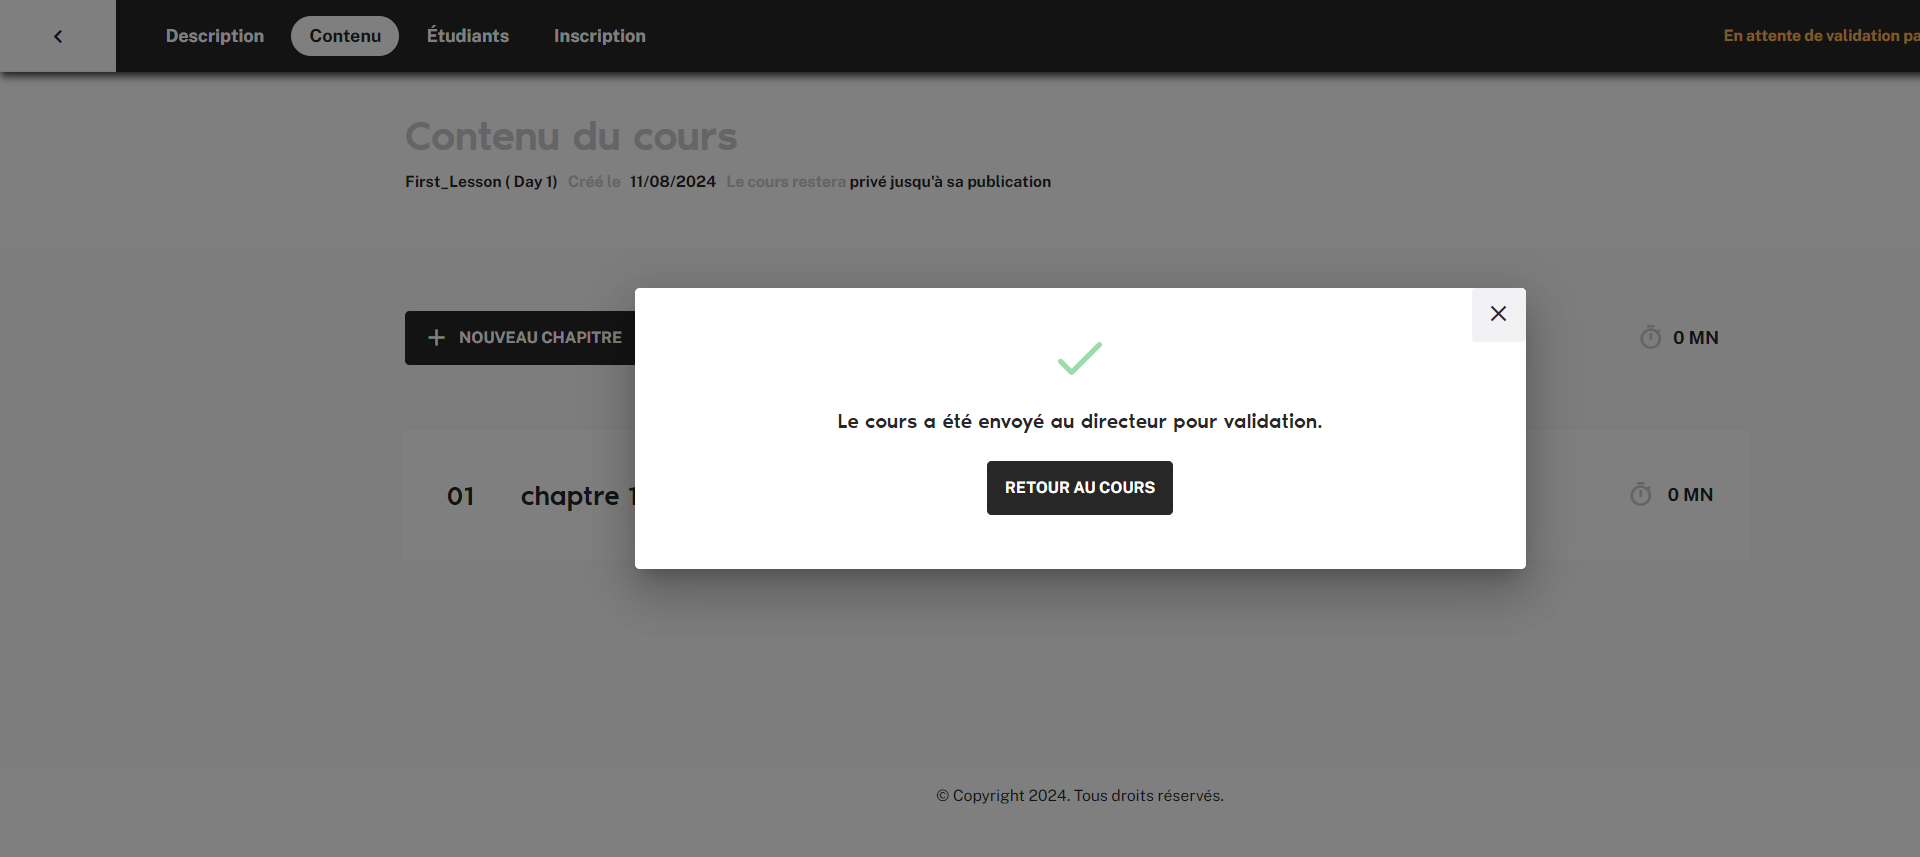 Description Contenu Étudiants Inscription En attente de validation pa
Contenu du cours
First_Lesson ( Day 1) Créé le 11/08/2024 Le cours restera privé jusqu'à sa publication
NOUVEAU CHAPITRE 0 MN
Le cours a été envoyé au directeur pour validation.
RETOUR AU COURS
01 chaptre 1 0 MN
© Copyright 2024. Tous droits réservés.